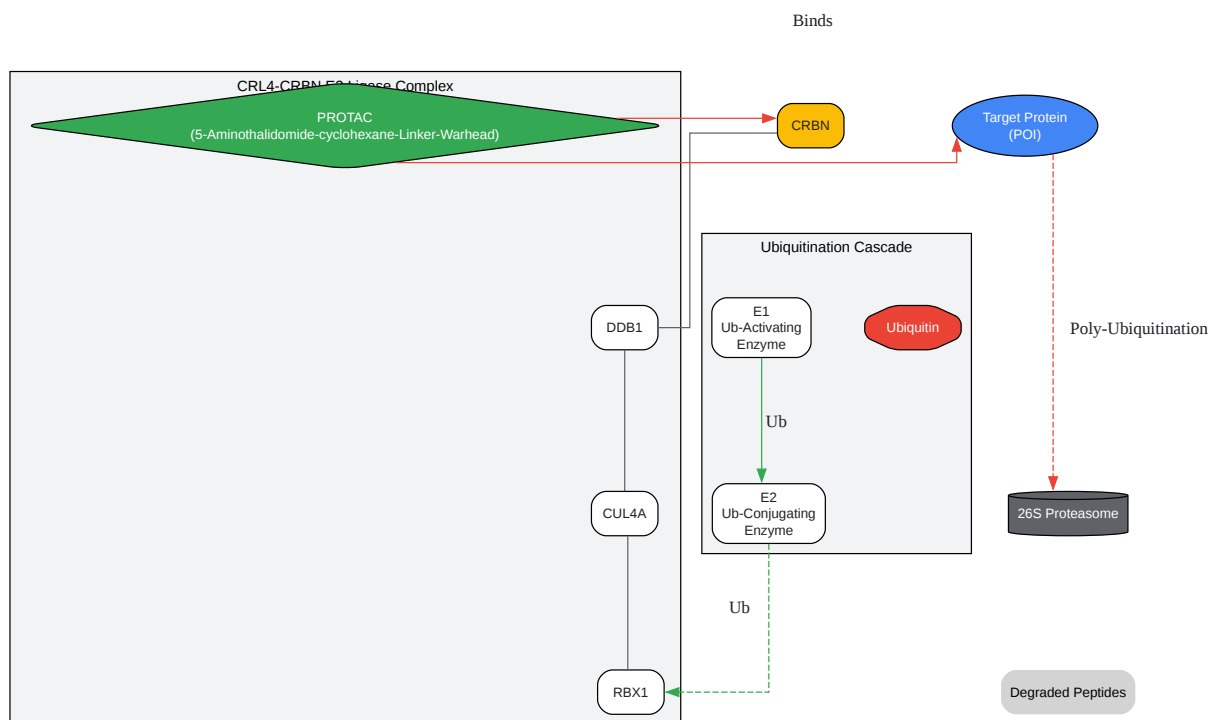 Binds
CRL4-CRBN E3 Ligase Complex
PROTAC
(5-Aminothalidomide-cyclohexane-Linker-Warhead)
CRBN
Target Protein
(POI)
Ubiquitination Cascade
DDB1
E1
Ub-Activating
Enzyme
Ubiquitin
Poly-Ubiquitination
Ub
CUL4A
E2
Ub-Conjugating
Enzyme
26S Proteasome
Ub
RBX1
Degraded Peptides